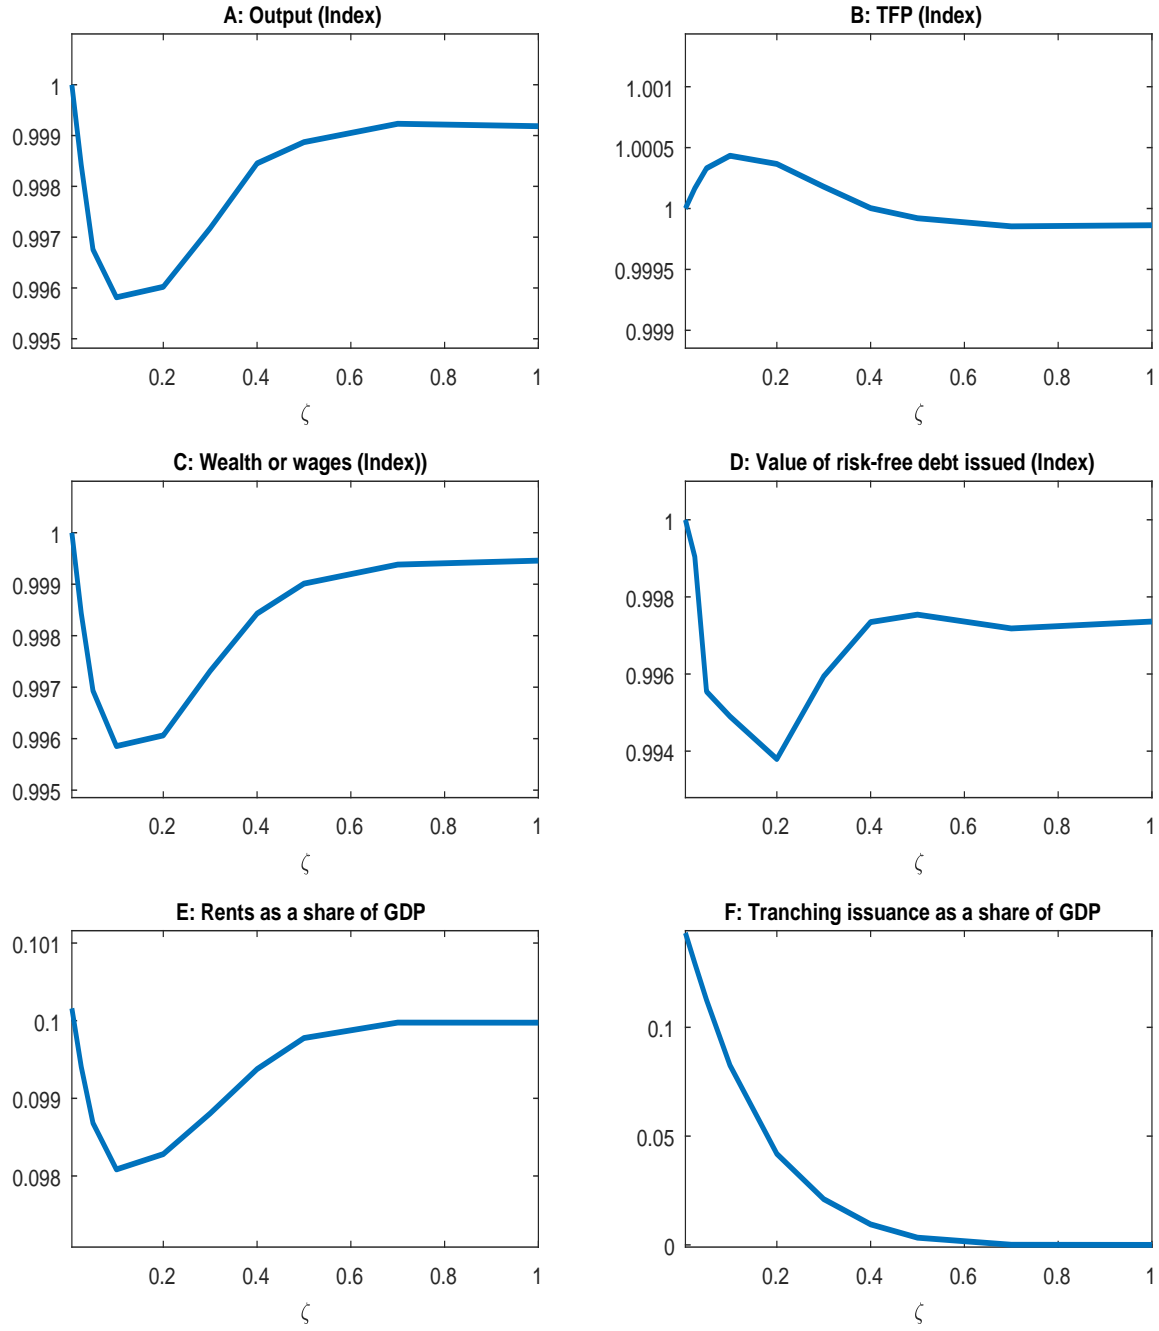 A: Output (Index)
1
0.999
0.998
0.997
0.996
0.995
0.2 0.4 0.6 0.8 1
ζ
B: TFP (Index)
1.001
1.0005
1
0.9995
0.999
0.2 0.4 0.6 0.8 1
ζ
C: Wealth or wages (Index))
1
0.999
0.998
0.997
0.996
0.995
0.2 0.4 0.6 0.8 1
ζ
D: Value of risk-free debt issued (Index)
1
0.998
0.996
0.994
0.2 0.4 0.6 0.8 1
ζ
E: Rents as a share of GDP
0.101
0.1
0.099
0.098
0.2 0.4 0.6 0.8 1
ζ
F: Tranching issuance as a share of GDP
0.1
0.05
0
0.2 0.4 0.6 0.8 1
ζ